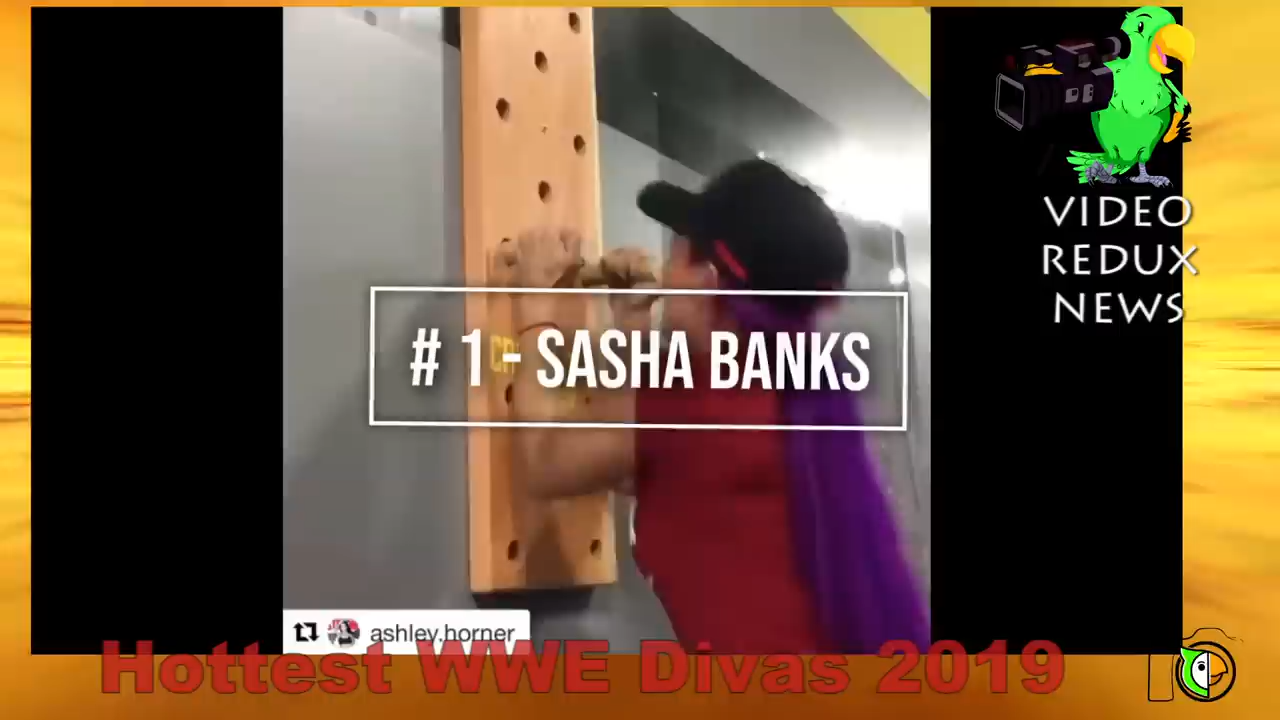 VIDEO
REDUX
NEWS
# 1 - SASHA BANKS
ashley.horner
Hottest WWE Divas 2019